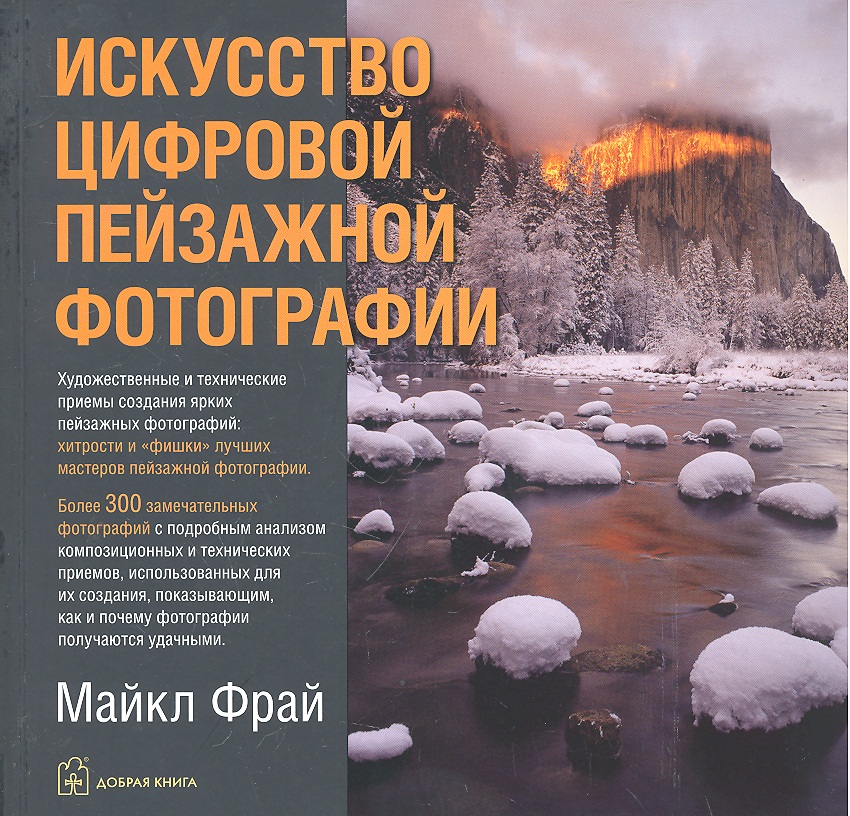 ИСКУССТВО
ЦИФРОВОЙ
ПЕЙЗАЖНОЙ
ФОТОГРАФИИ
Художественные и технические
приемы создания ярких
пейзажных фотографий:
хитрости и «фишки» лучших
мастеров пейзажной фотографии.
Более 300 замечательных
фотографий с подробным анализом
композиционных и технических
приемов, использованных для
их создания, показывающим,
как и почему фотографии
получаются удачными.
Майкл Фрай
® ДОБРАЯ КНИГА